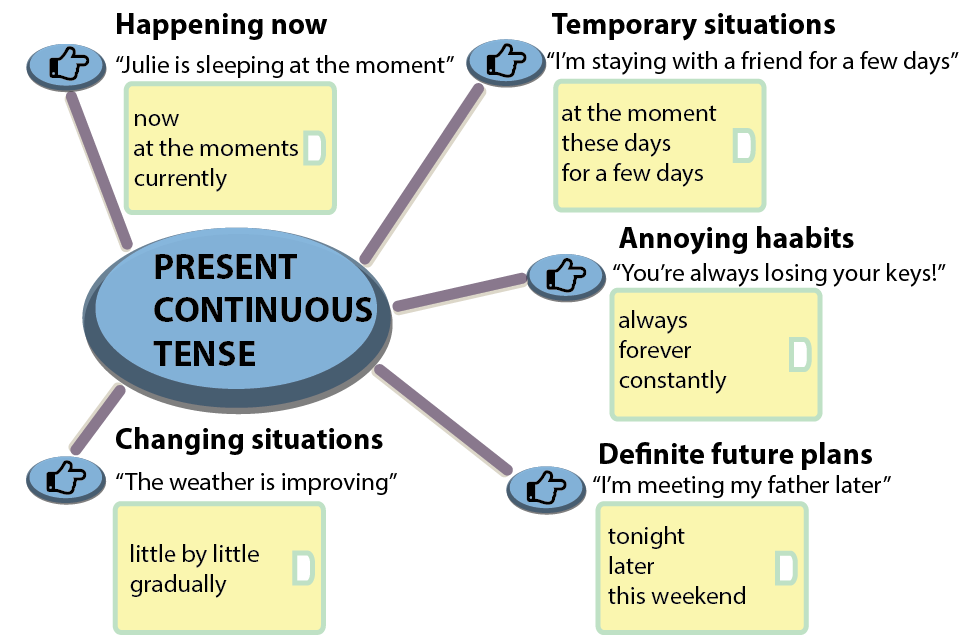 Happening now
“Julie is sleeping at the moment”
now
at the moments
currently
Temporary situations
“I’m staying with a friend for a few days”
at the moment
these days
for a few days
PRESENT
CONTINUOUS
TENSE
Annoying haabits
“You’re always losing your keys!”
always
forever
constantly
Changing situations
“The weather is improving”
little by little
gradually
Definite future plans
“I’m meeting my father later”
tonight
later
this weekend